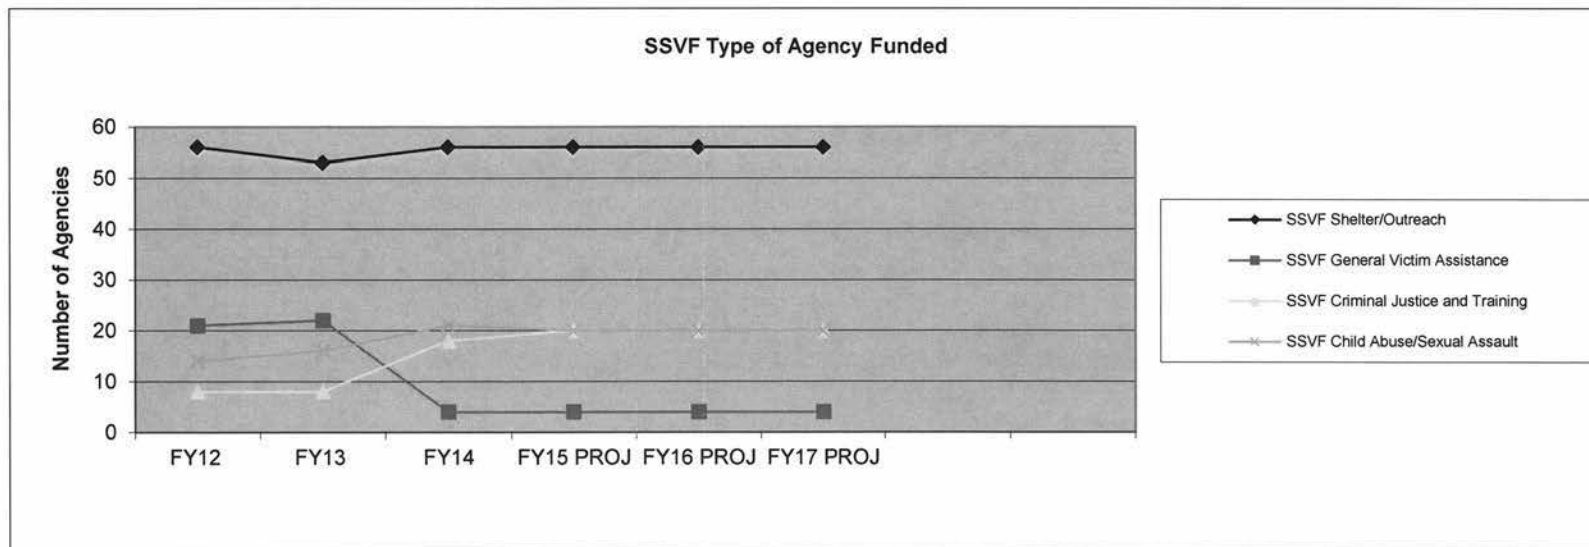 SSVF Type of Agency Funded
60
50
40
30
20
10
0
Number of Agencies
FY12 FY13 FY14 FY15 PROJ FY16 PROJ FY17 PROJ
SSVF Shelter/Outreach
SSVF General Victim Assistance
SSVF Criminal Justice and Training
SSVF Child Abuse/Sexual Assault